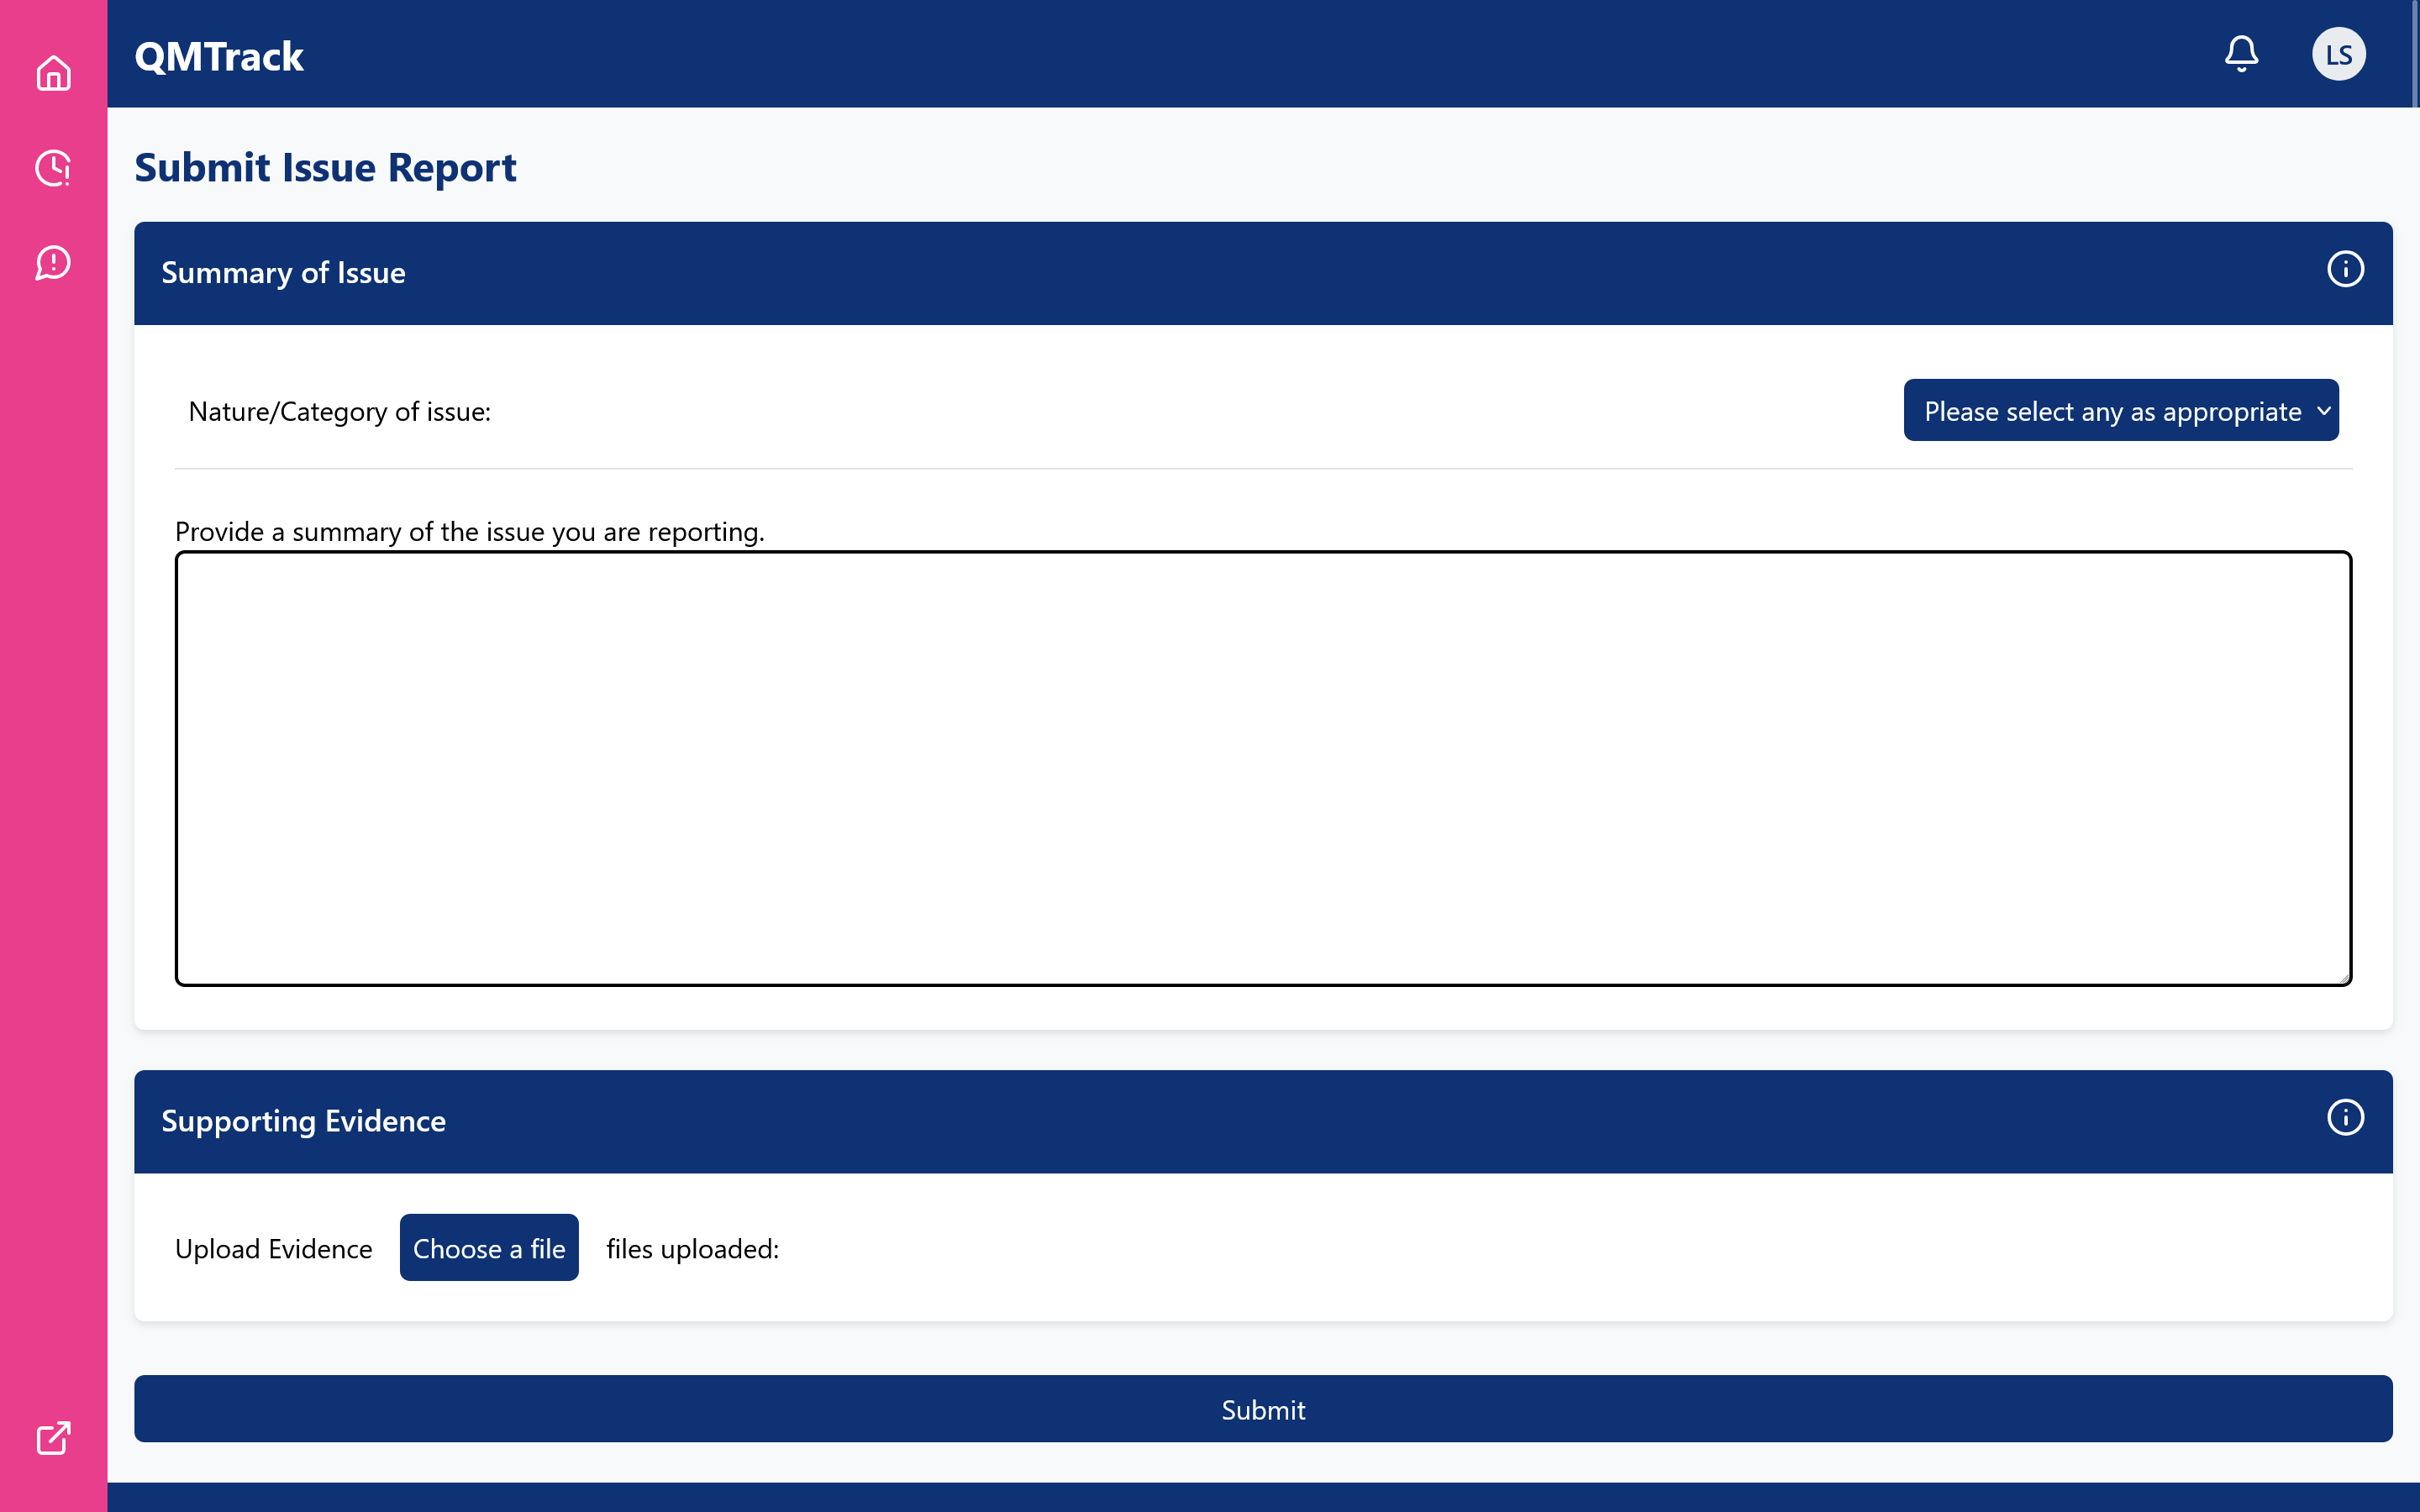 QMTrack
LS
Submit Issue Report
Summary of Issue
Nature/Category of issue:
Please select any as appropriate
Provide a summary of the issue you are reporting.
Supporting Evidence
Upload Evidence
Choose a file
files uploaded:
Submit